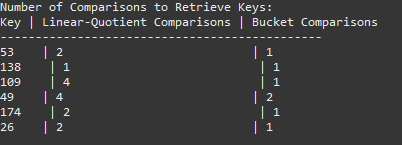 Number of Comparisons to Retrieve Keys:
Key | Linear-Quotient Comparisons | Bucket Comparisons
------------------------------------------------
53 | 2 | 1
138 | 1 | 1
109 | 4 | 1
49 | 4 | 2
174 | 2 | 1
26 | 2 | 1